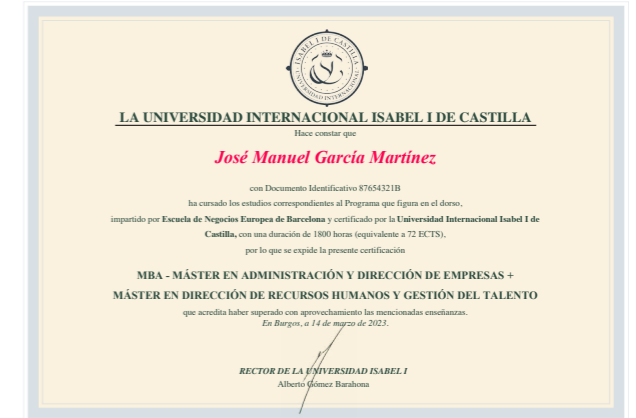 ISABEL I DE CASTILLA
UNIVERSIDAD INTERNACIONAL
LA UNIVERSIDAD INTERNACIONAL ISABEL I DE CASTILLA
Hace constar que
José Manuel García Martínez
con Documento Identificativo 87654321B
ha cursado los estudios correspondientes al Programa que figura en el dorso,
impartido por Escuela de Negocios Europea de Barcelona y certificado por la Universidad Internacional Isabel I de
Castilla, con una duración de 1800 horas (equivalente a 72 ECTS),
por lo que se expide la presente certificación
MBA - MÁSTER EN ADMINISTRACIÓN Y DIRECCIÓN DE EMPRESAS +
MÁSTER EN DIRECCIÓN DE RECURSOS HUMANOS Y GESTIÓN DEL TALENTO
que acredita haber superado con aprovechamiento las mencionadas enseñanzas.
En Burgos, a 14 de marzo de 2023.
RECTOR DE LA UNIVERSIDAD ISABEL I
Alberto Gómez Barahona